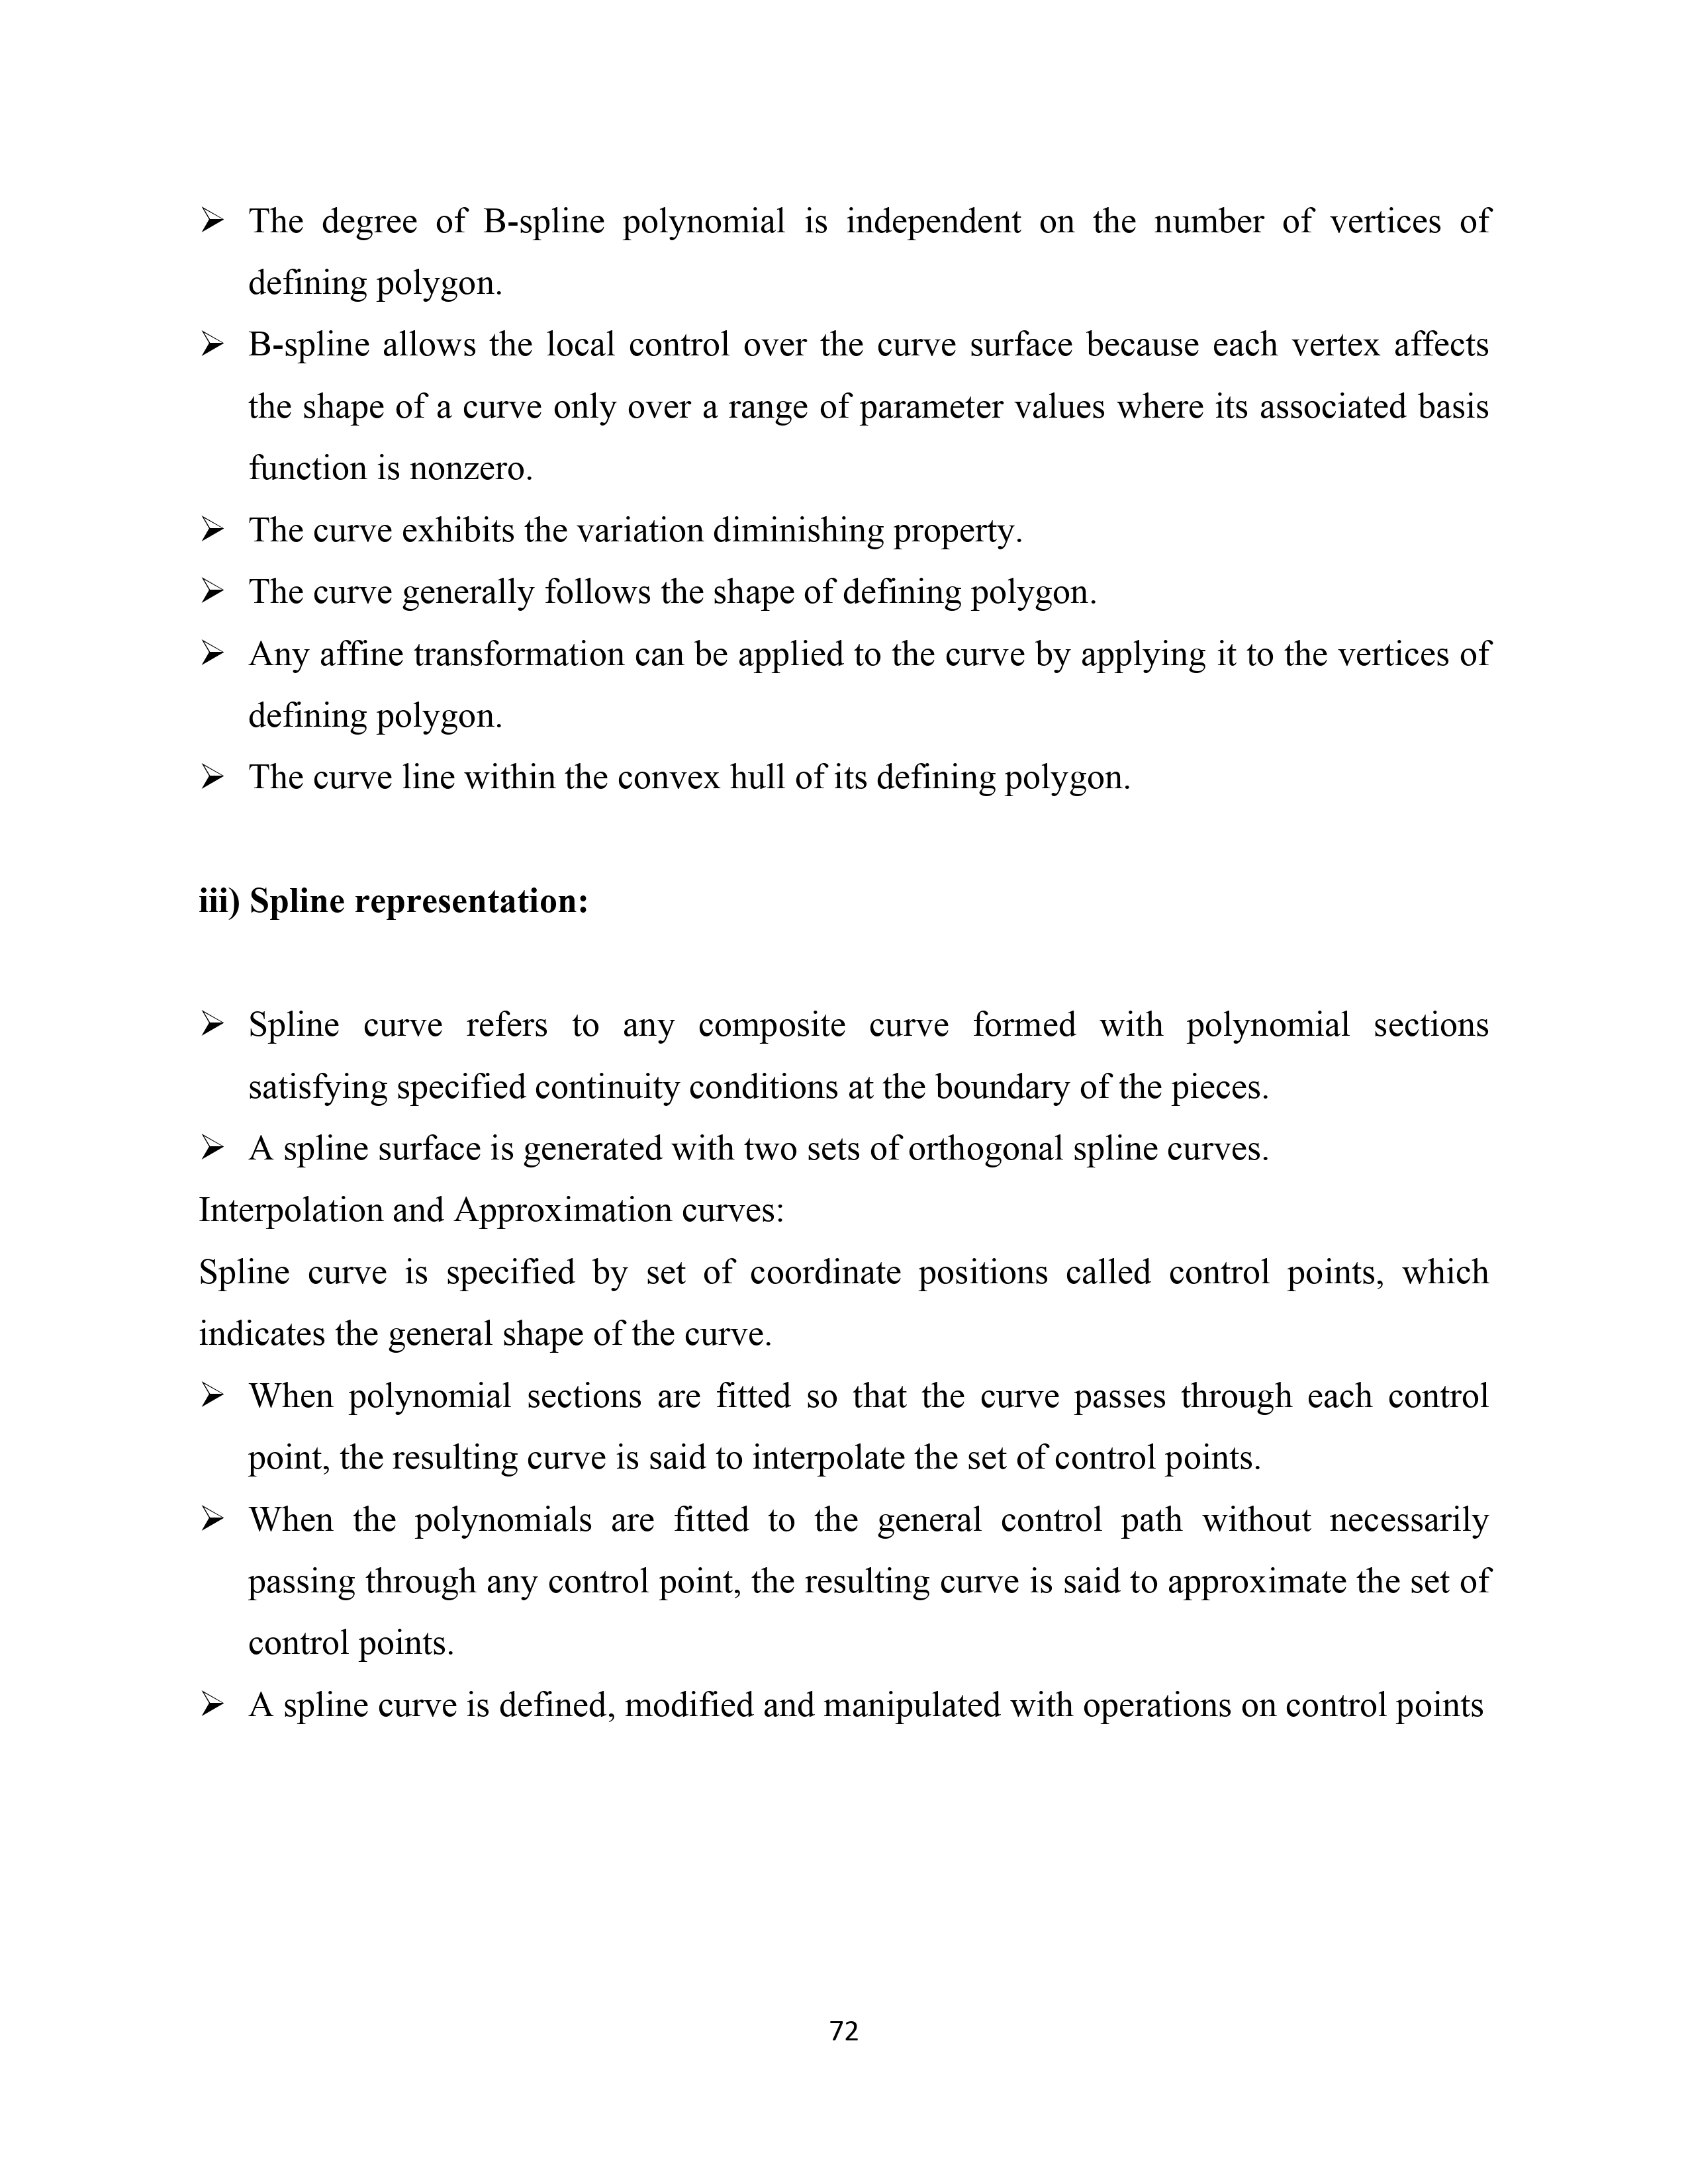 ➢ The degree of B-spline polynomial is independent on the number of vertices of
defining polygon.
➢ B-spline allows the local control over the curve surface because each vertex affects
the shape of a curve only over a range of parameter values where its associated basis
function is nonzero.
➢ The curve exhibits the variation diminishing property.
➢ The curve generally follows the shape of defining polygon.
➢ Any affine transformation can be applied to the curve by applying it to the vertices of
defining polygon.
➢ The curve line within the convex hull of its defining polygon.
iii) Spline representation:
➢ Spline curve refers to any composite curve formed with polynomial sections
satisfying specified continuity conditions at the boundary of the pieces.
➢ A spline surface is generated with two sets of orthogonal spline curves.
Interpolation and Approximation curves:
Spline curve is specified by set of coordinate positions called control points, which
indicates the general shape of the curve.
➢ When polynomial sections are fitted so that the curve passes through each control
point, the resulting curve is said to interpolate the set of control points.
➢ When the polynomials are fitted to the general control path without necessarily
passing through any control point, the resulting curve is said to approximate the set of
control points.
➢ A spline curve is defined, modified and manipulated with operations on control points
72